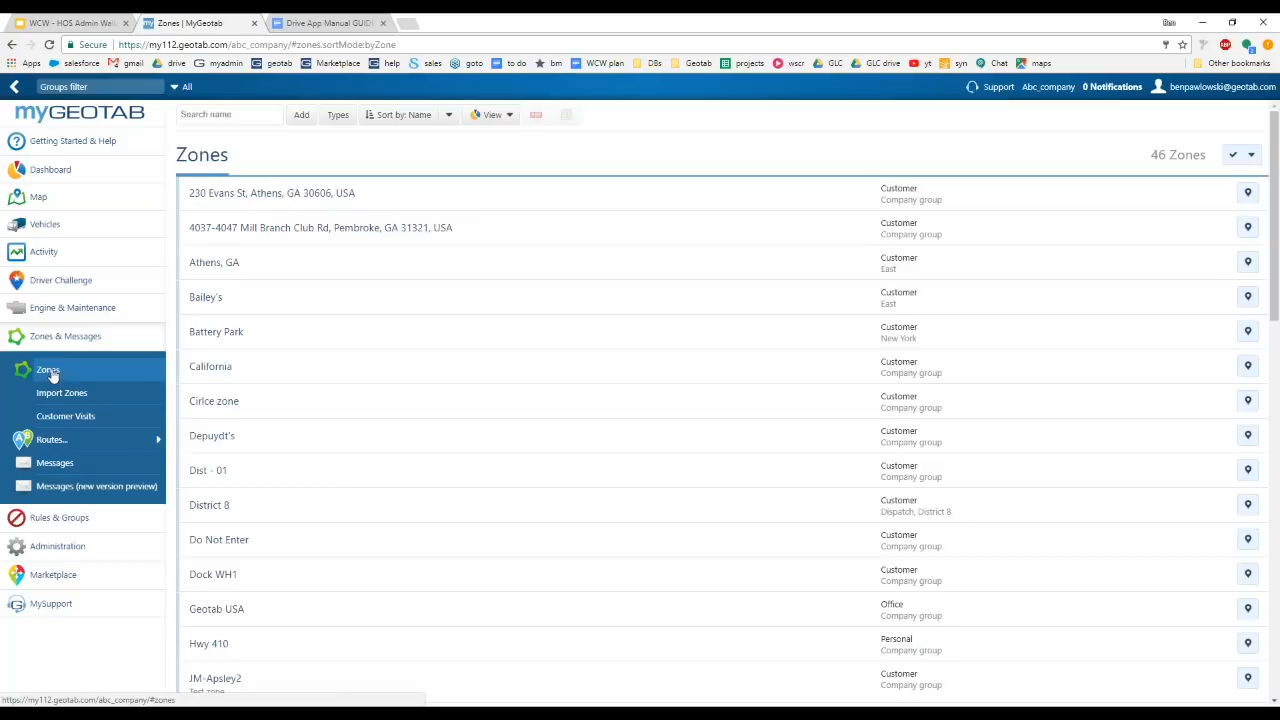 WCW - HOS Admin Walk
Zones | MyGeotab
Drive App Manual GUIDE
Ben
Secure
https://my112.geotab.com/abc_company/#zones,sortMode:byZone
Apps
salesforce
gmail
drive
myadmin
geotab
Marketplace
help
sales
goto
to do
bm
WCW plan
DBs
Geotab
projects
wscr
GLC
GLC drive
yt
syn
Chat
maps
Other bookmarks
Groups filter
All
Support
Abc_company
0 Notifications
benpawlowski@geotab.com
myGEOTAB
Getting Started & Help
Dashboard
Map
Vehicles
Activity
Driver Challenge
Engine & Maintenance
Zones & Messages
Zones
Import Zones
Customer Visits
Routes...
Messages
Messages (new version preview)
Rules & Groups
Administration
Marketplace
MySupport
Search name
Add
Types
Sort by: Name
View
Zones
46 Zones
230 Evans St, Athens, GA 30606, USA
Customer
Company group
4037-4047 Mill Branch Club Rd, Pembroke, GA 31321, USA
Customer
Company group
Athens, GA
Customer
East
Bailey's
Customer
East
Battery Park
Customer
New York
California
Customer
Company group
Cirlce zone
Customer
Company group
Depuydt's
Customer
Company group
Dist - 01
Customer
Company group
District 8
Customer
Dispatch, District 8
Do Not Enter
Customer
Company group
Dock WH1
Customer
Company group
Geotab USA
Office
Company group
Hwy 410
Personal
Company group
JM-Apsley2
Test zone
Customer
Company group
https://my112.geotab.com/abc_company/#zones